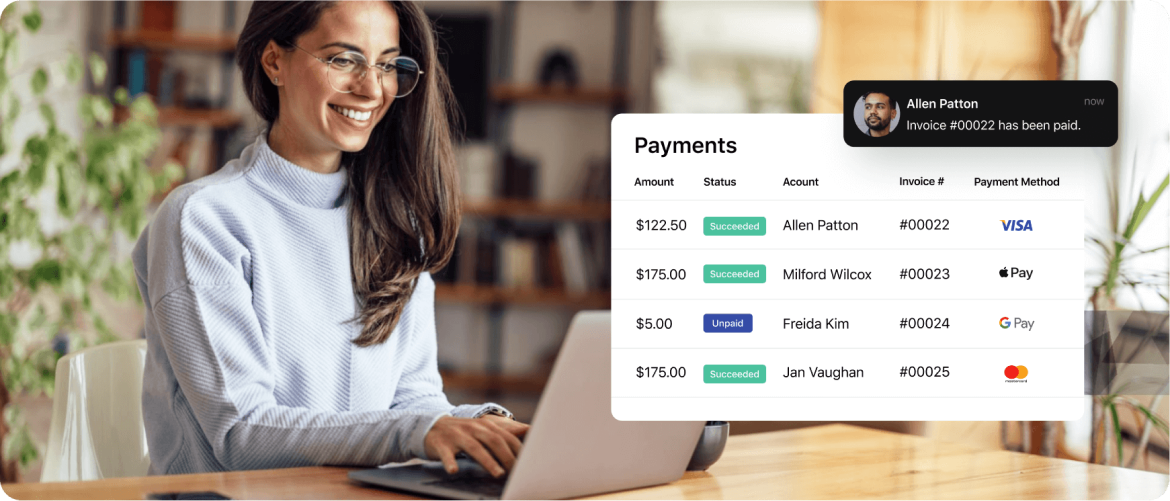 Allen Patton now
Invoice #00022 has been paid.
Payments
Amount Status Acount Invoice # Payment Method
$122.50 Succeeded Allen Patton #00022 VISA
$175.00 Succeeded Milford Wilcox #00023 Pay
$5.00 Unpaid Freida Kim #00024 G Pay
$175.00 Succeeded Jan Vaughan #00025 mastercard